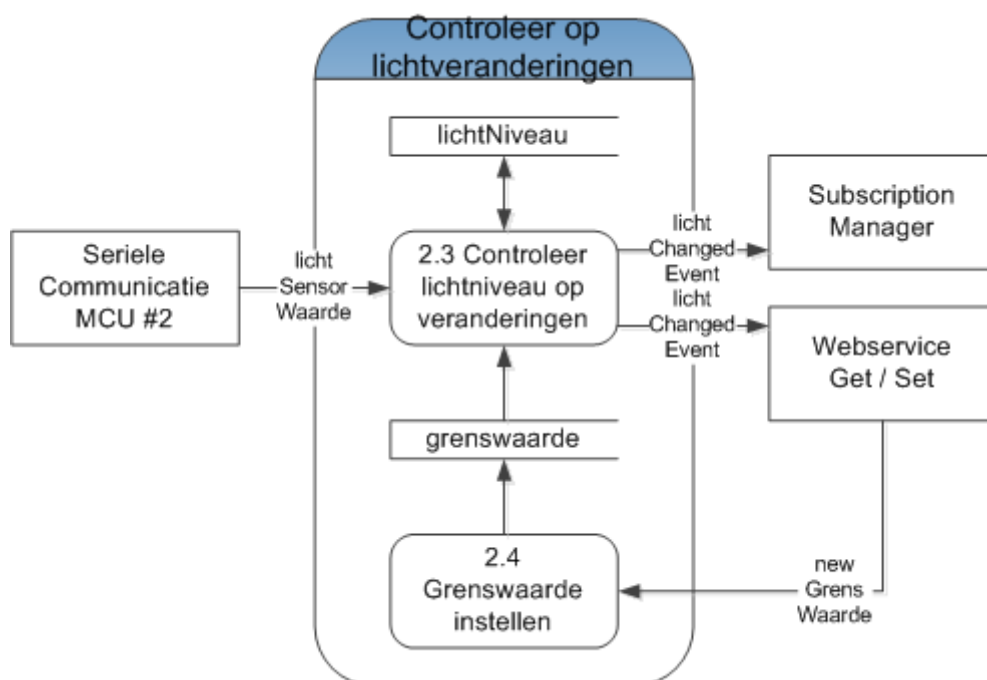 Controleer op
lichtveranderingen
lichtNiveau
Seriele
Communicatie
MCU #2
licht
Sensor
Waarde
2.3 Controleer
lichtniveau op
veranderingen
licht
Changed
Event
Subscription
Manager
licht
Changed
Event
Webservice
Get / Set
grenswaarde
2.4
Grenswaarde
instellen
new
Grens
Waarde